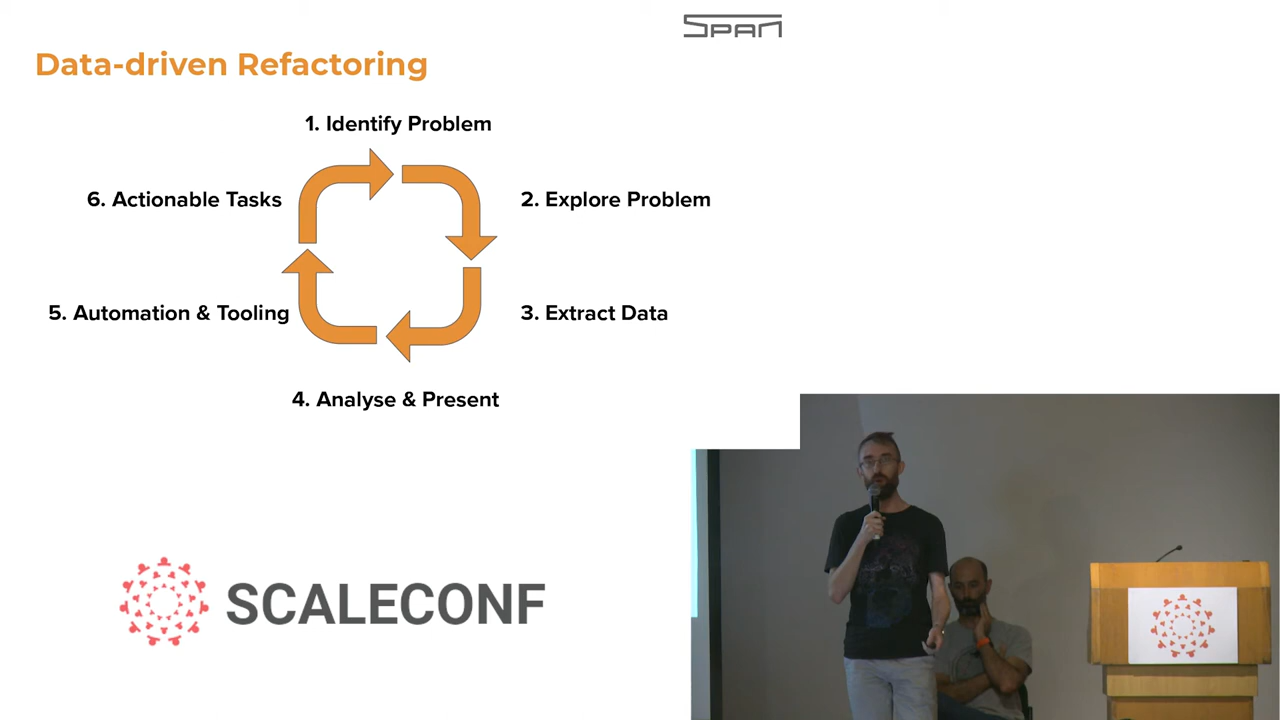 SPAN
Data-driven Refactoring
1. Identify Problem
6. Actionable Tasks
2. Explore Problem
5. Automation & Tooling
3. Extract Data
4. Analyse & Present
SCALECONF